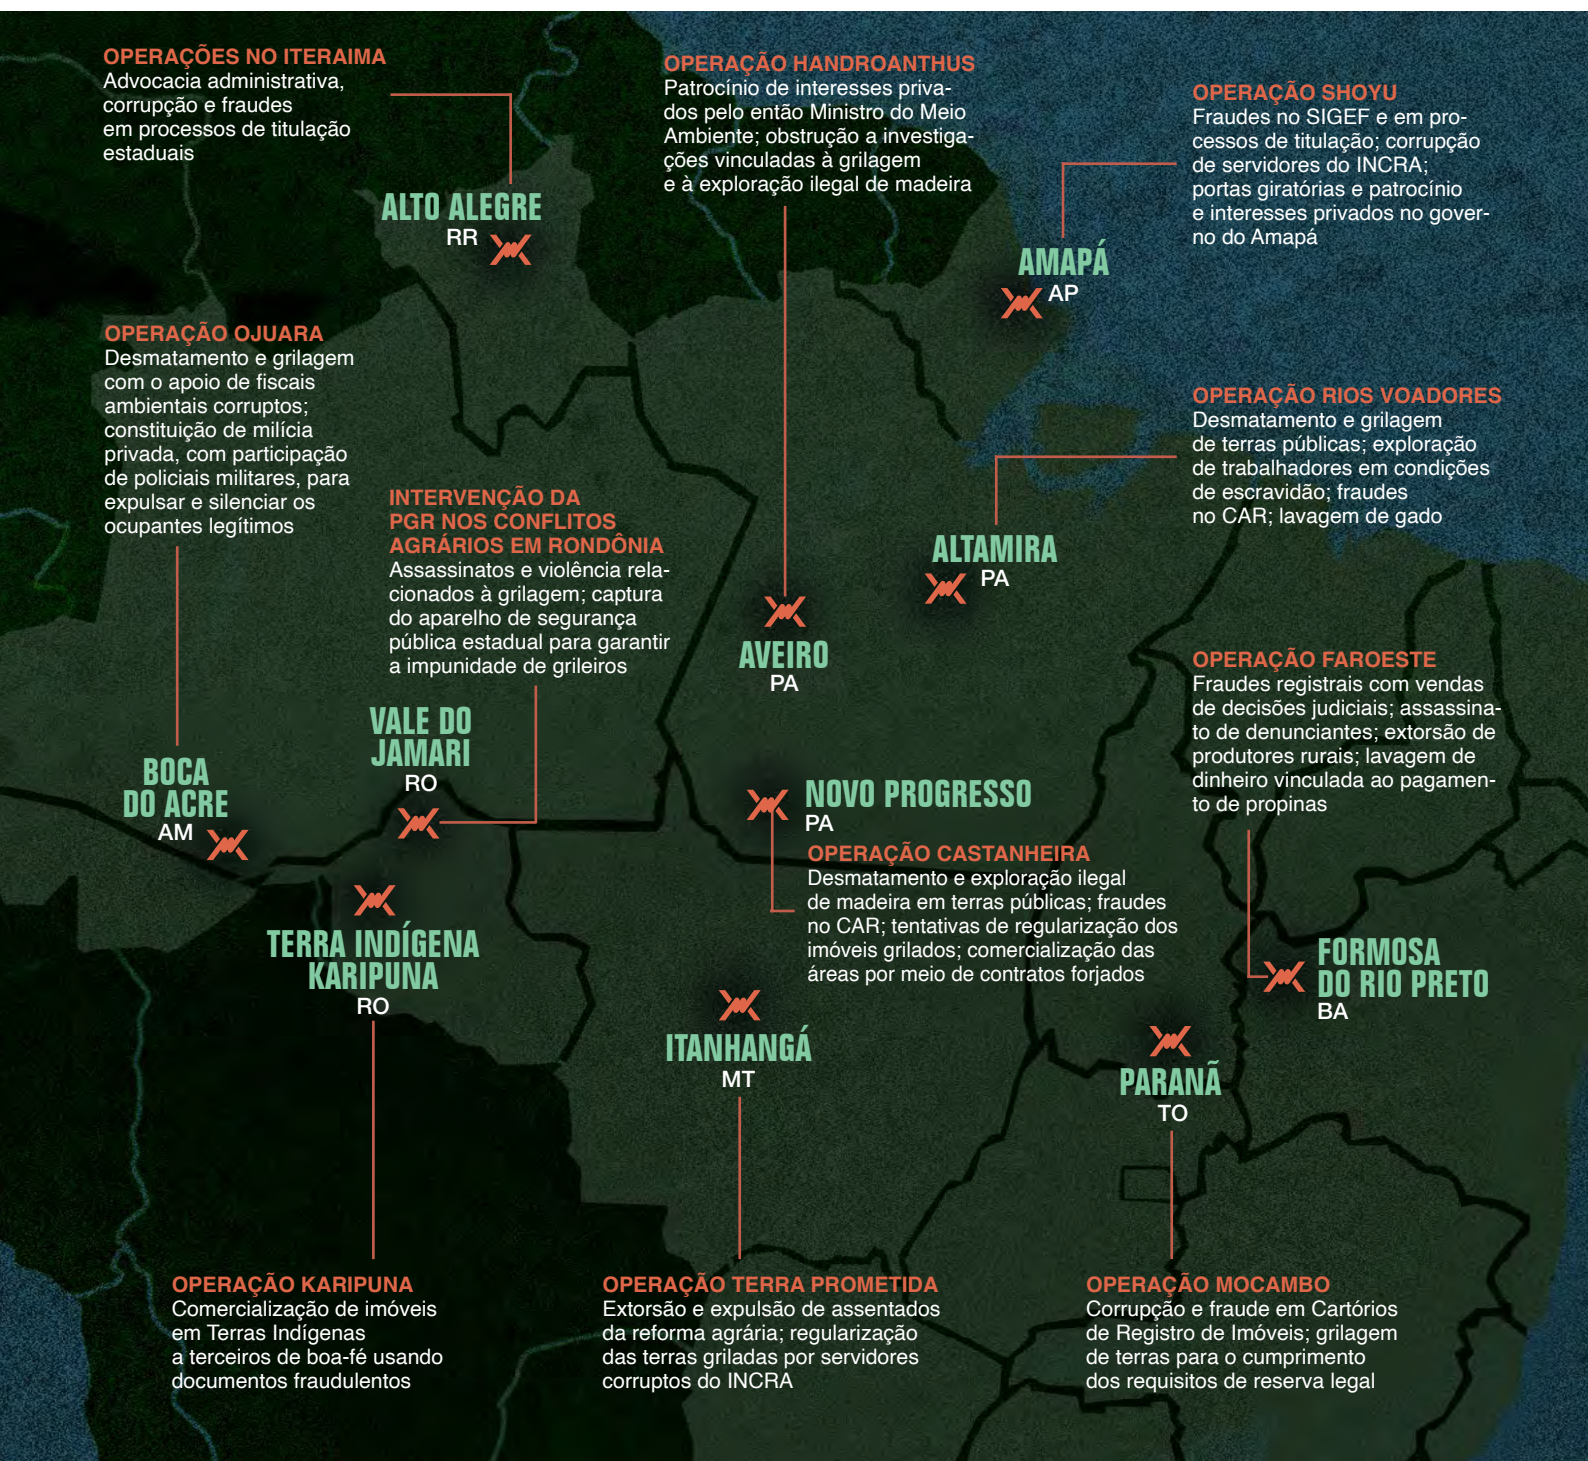 OPERAÇÕES NO ITERAIMA
Advocacia administrativa,
corrupção e fraudes
em processos de titulação
estaduais
ALTO ALEGRE
RR
OPERAÇÃO HANDROANTHUS
Patrocínio de interesses priva-
dos pelo então Ministro do Meio
Ambiente; obstrução a investiga-
ções vinculadas à grilagem
e à exploração ilegal de madeira
AVEIRO
PA
OPERAÇÃO SHOYU
Fraudes no SIGEF e em pro-
cessos de titulação; corrupção
de servidores do INCRA;
portas giratórias e patrocínio
e interesses privados no gover-
no do Amapá
AMAPÁ
AP
OPERAÇÃO OJUARA
Desmatamento e grilagem
com o apoio de fiscais
ambientais corruptos;
constituição de milícia
privada, com participação
de policiais militares, para
expulsar e silenciar os
ocupantes legítimos
BOCA
DO ACRE
AM
INTERVENÇÃO DA
PGR NOS CONFLITOS
AGRÁRIOS EM RONDÔNIA
Assassinatos e violência rela-
cionados à grilagem; captura
do aparelho de segurança
pública estadual para garantir
a impunidade de grileiros
VALE DO
JAMARI
RO
OPERAÇÃO RIOS VOADORES
Desmatamento e grilagem
de terras públicas; exploração
de trabalhadores em condições
de escravidão; fraudes
no CAR; lavagem de gado
ALTAMIRA
PA
OPERAÇÃO FAROESTE
Fraudes registrais com vendas
de decisões judiciais; assassina-
to de denunciantes; extorsão de
produtores rurais; lavagem de
dinheiro vinculada ao pagamen-
to de propinas
FORMOSA
DO RIO PRETO
BA
NOVO PROGRESSO
PA
OPERAÇÃO CASTANHEIRA
Desmatamento e exploração ilegal
de madeira em terras públicas; fraudes
no CAR; tentativas de regularização dos
imóveis grilados; comercialização das
áreas por meio de contratos forjados
TERRA INDÍGENA
KARIPUNA
RO
OPERAÇÃO KARIPUNA
Comercialização de imóveis
em Terras Indígenas
a terceiros de boa-fé usando
documentos fraudulentos
ITANHANGÁ
MT
OPERAÇÃO TERRA PROMETIDA
Extorsão e expulsão de assentados
da reforma agrária; regularização
das terras griladas por servidores
corruptos do INCRA
PARANÃ
TO
OPERAÇÃO MOCAMBO
Corrupção e fraude em Cartórios
de Registro de Imóveis; grilagem
de terras para o cumprimento
dos requisitos de reserva legal